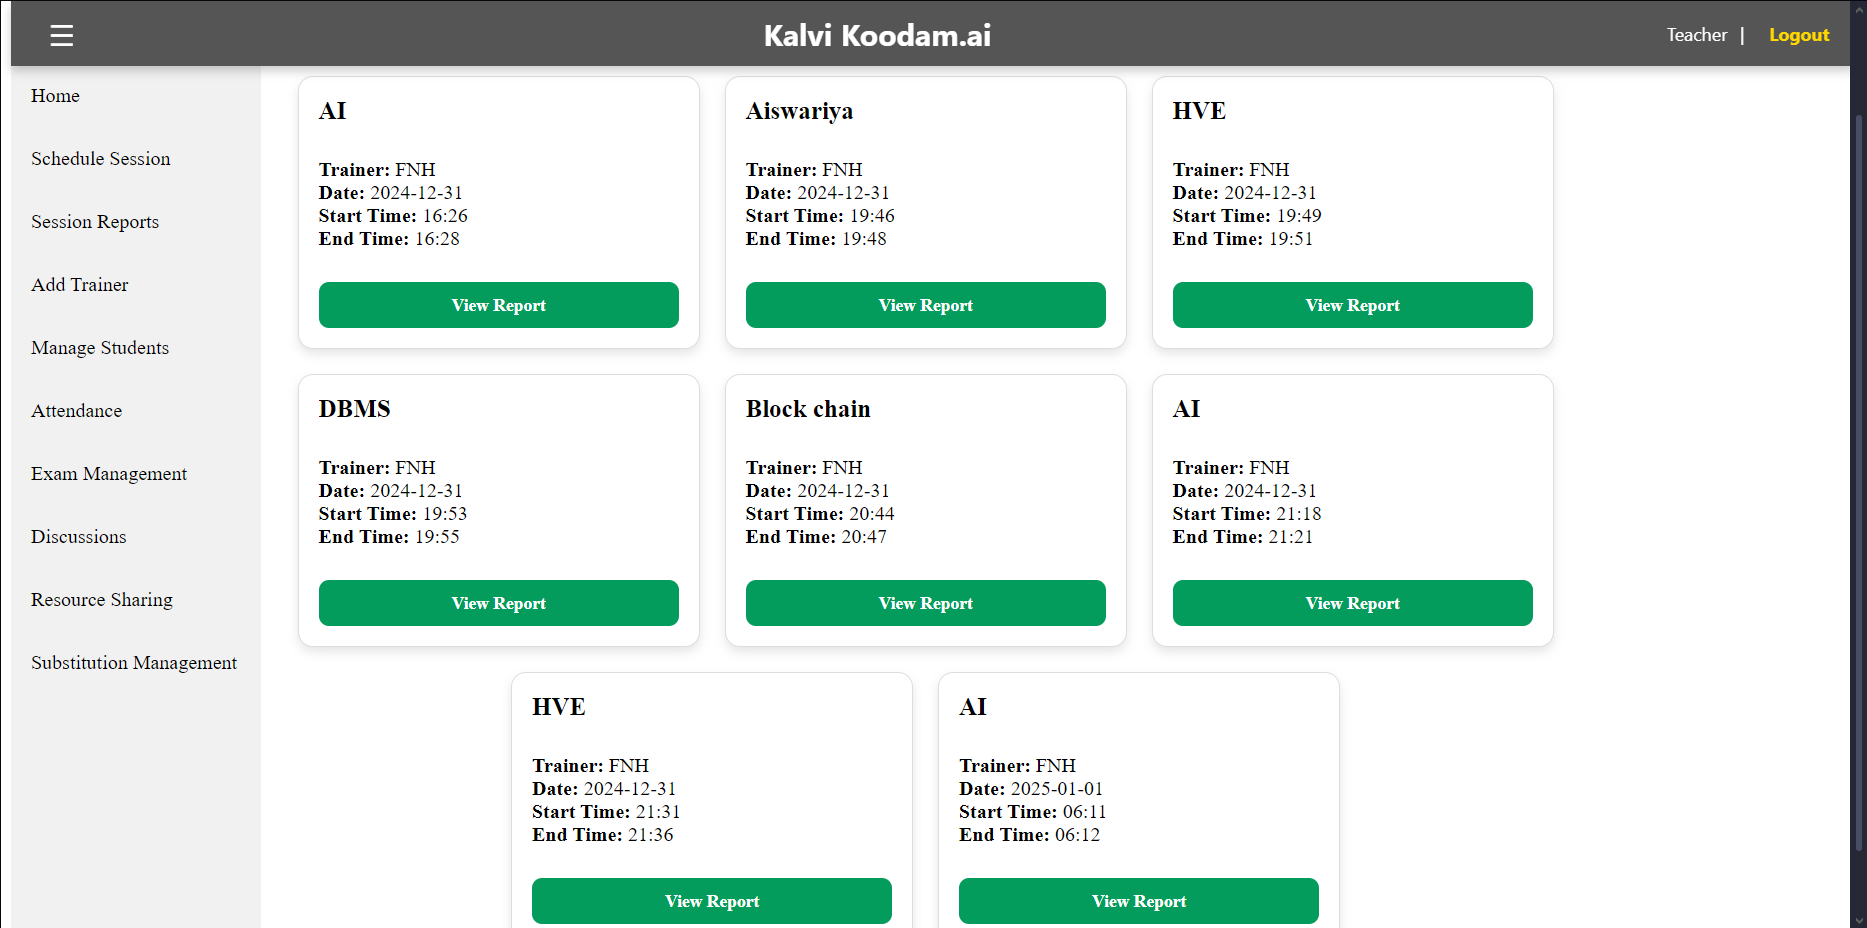 ☰ Kalvi Koodam.ai Teacher | Logout
Home
Schedule Session
Session Reports
Add Trainer
Manage Students
Attendance
Exam Management
Discussions
Resource Sharing
Substitution Management
AI
Trainer: FNH
Date: 2024-12-31
Start Time: 16:26
End Time: 16:28
View Report
Aiswariya
Trainer: FNH
Date: 2024-12-31
Start Time: 19:46
End Time: 19:48
View Report
HVE
Trainer: FNH
Date: 2024-12-31
Start Time: 19:49
End Time: 19:51
View Report
DBMS
Trainer: FNH
Date: 2024-12-31
Start Time: 19:53
End Time: 19:55
View Report
Block chain
Trainer: FNH
Date: 2024-12-31
Start Time: 20:44
End Time: 20:47
View Report
AI
Trainer: FNH
Date: 2024-12-31
Start Time: 21:18
End Time: 21:21
View Report
HVE
Trainer: FNH
Date: 2024-12-31
Start Time: 21:31
End Time: 21:36
View Report
AI
Trainer: FNH
Date: 2025-01-01
Start Time: 06:11
End Time: 06:12
View Report